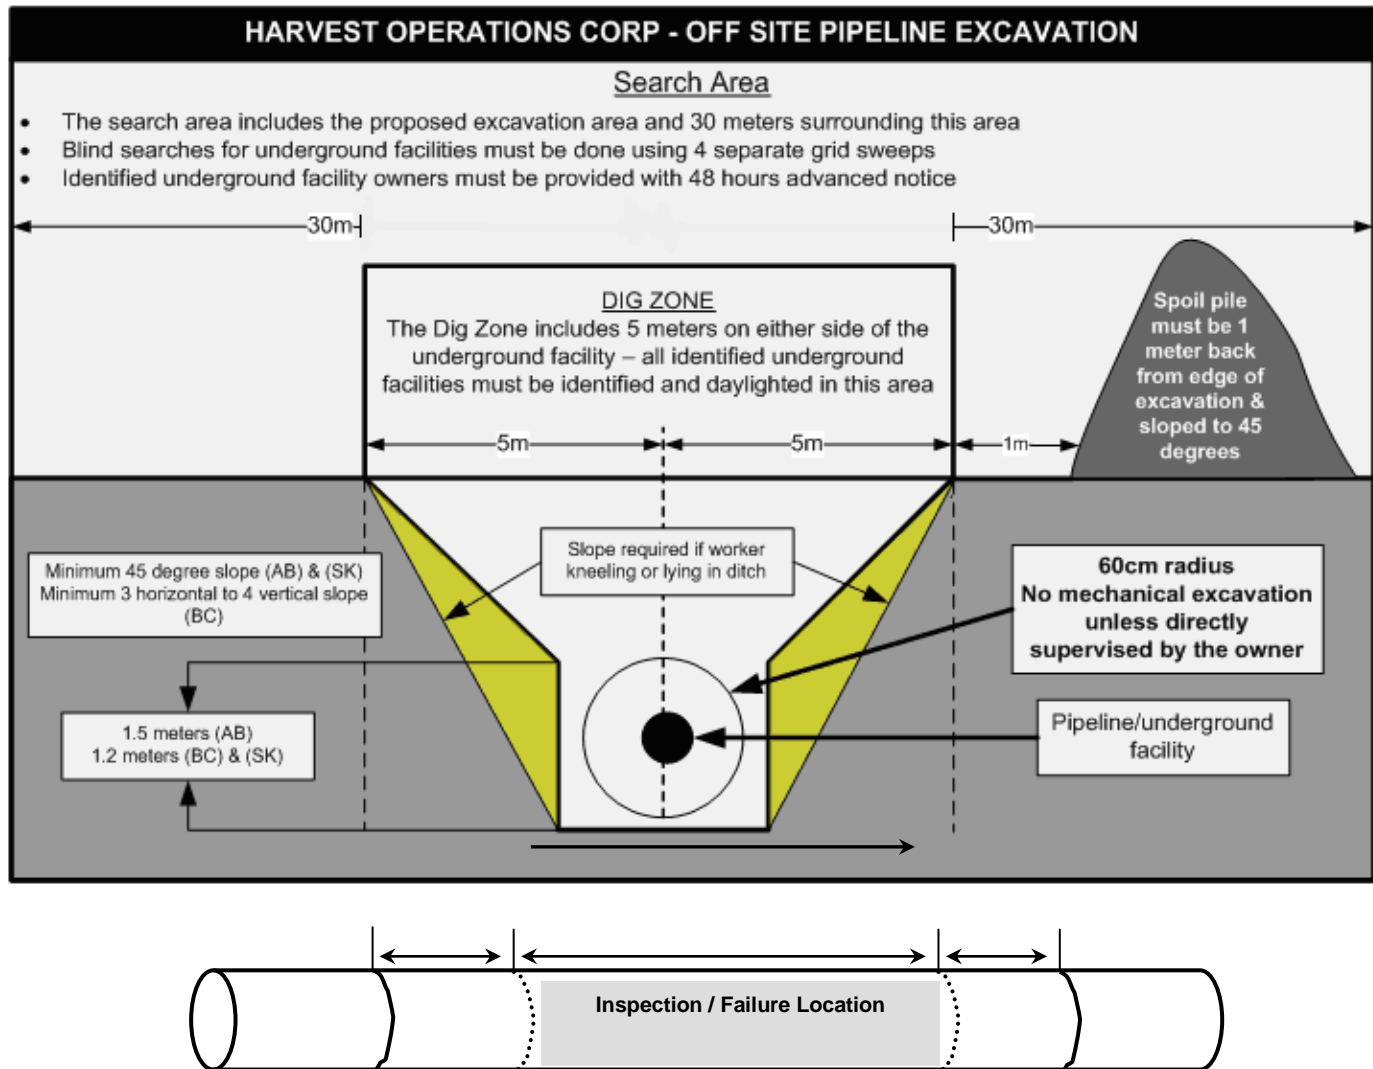 HARVEST OPERATIONS CORP - OFF SITE PIPELINE EXCAVATION
Search Area
• The search area includes the proposed excavation area and 30 meters surrounding this area
• Blind searches for underground facilities must be done using 4 separate grid sweeps
• Identified underground facility owners must be provided with 48 hours advanced notice
30m
30m
DIG ZONE
The Dig Zone includes 5 meters on either side of the
underground facility – all identified underground
facilities must be identified and daylighted in this area
5m
5m
1m
Spoil pile
must be 1
meter back
from edge of
excavation &
sloped to 45
degrees
Minimum 45 degree slope (AB) & (SK)
Minimum 3 horizontal to 4 vertical slope
(BC)
Slope required if worker
kneeling or lying in ditch
60cm radius
No mechanical excavation
unless directly
supervised by the owner
1.5 meters (AB)
1.2 meters (BC) & (SK)
Pipeline/underground
facility
Inspection / Failure Location